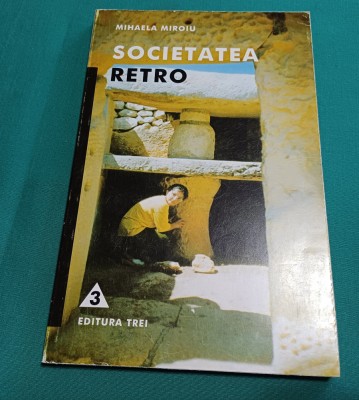 MIHAELA MIROIU
SOCIETATEA
RETRO
3
EDITURA TREI